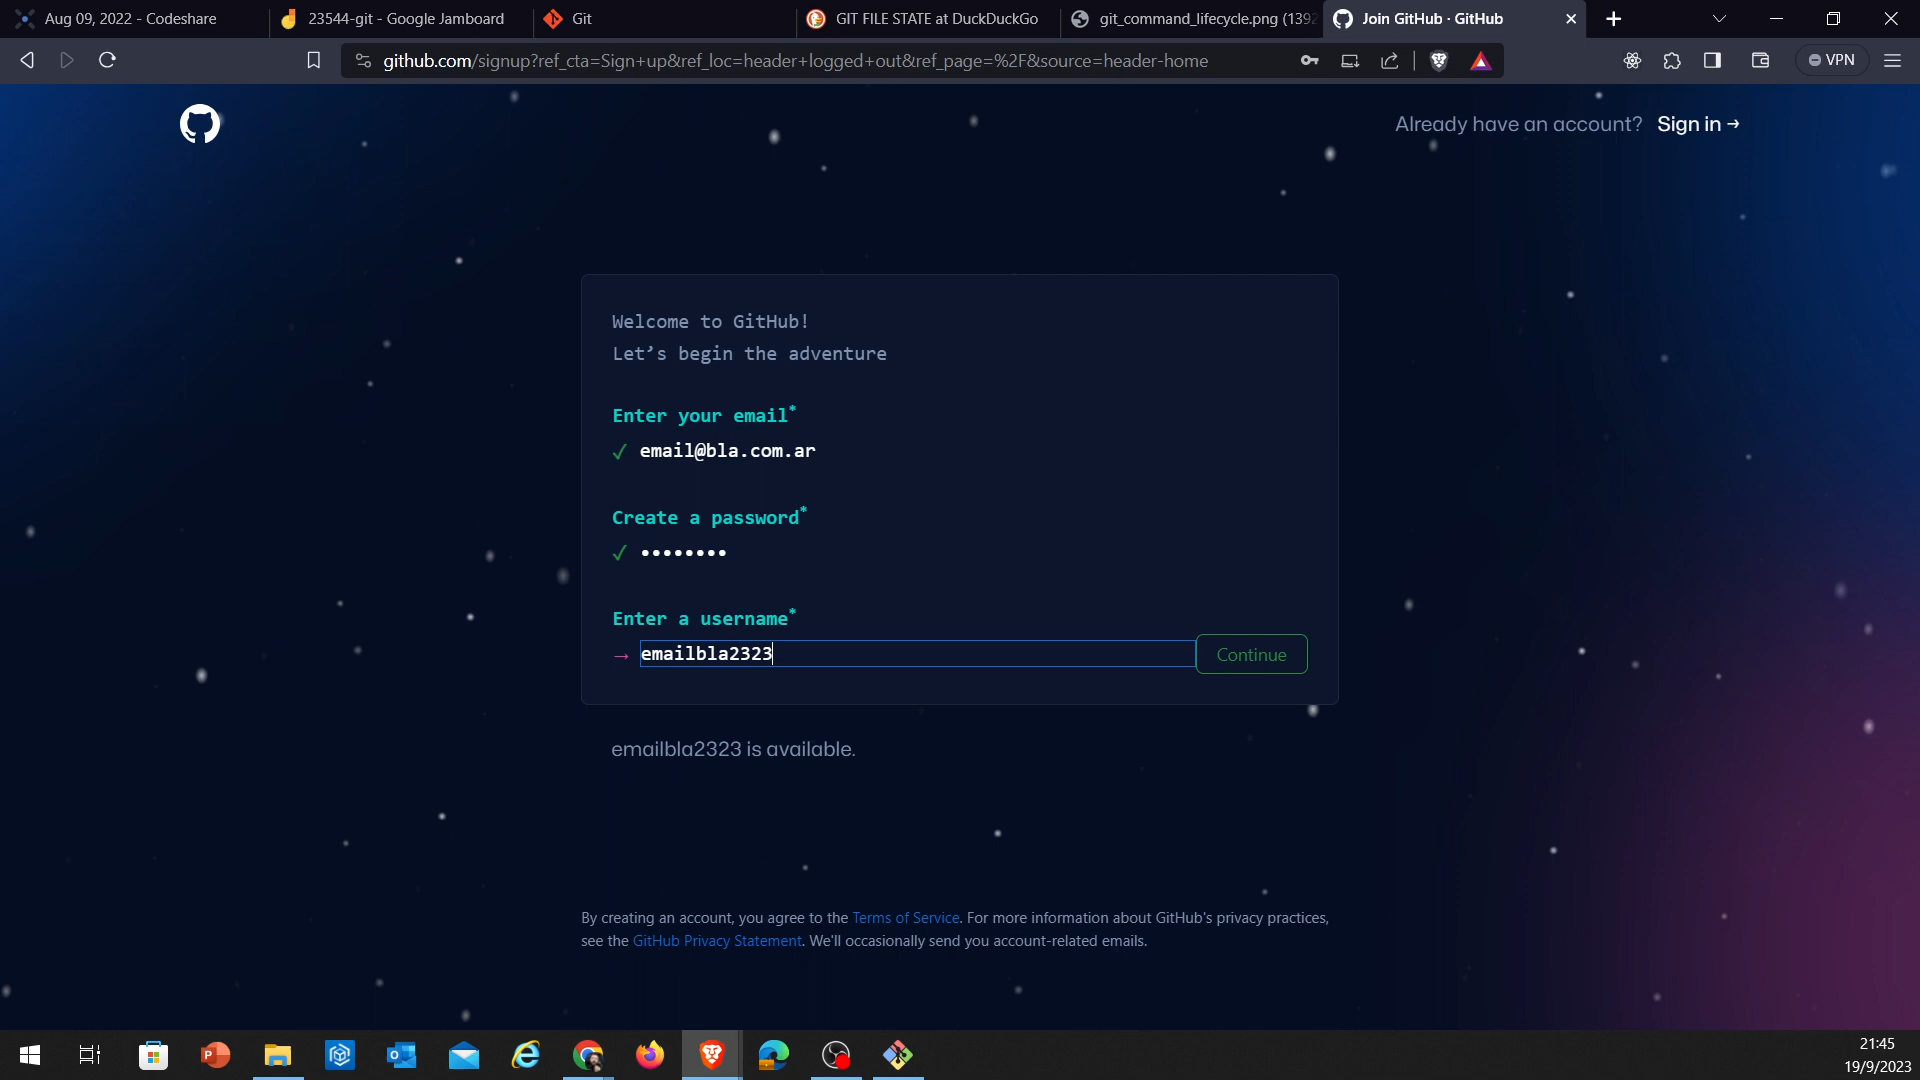 Aug 09, 2022 - Codeshare
23544-git - Google Jamboard
Git
GIT FILE STATE at DuckDuckGo
git_command_lifecycle.png (1392
Join GitHub · GitHub
github.com/signup?ref_cta=Sign+up&ref_loc=header+logged+out&ref_page=%2F&source=header-home
VPN
Already have an account? Sign in →
Welcome to GitHub!
Let’s begin the adventure
Enter your email*
✓ email@bla.com.ar
Create a password*
✓ ••••••••
Enter a username*
→ emailbla2323
Continue
emailbla2323 is available.
By creating an account, you agree to the Terms of Service. For more information about GitHub's privacy practices,
see the GitHub Privacy Statement. We'll occasionally send you account-related emails.
21:45
19/9/2023